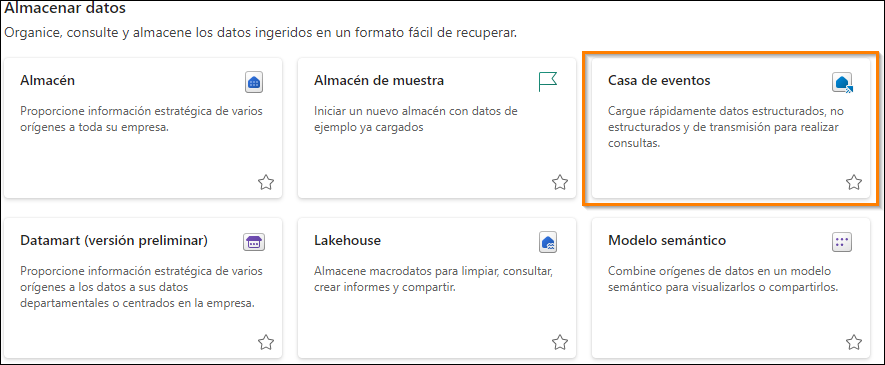 Almacenar datos
Organice, consulte y almacene los datos ingeridos en un formato fácil de recuperar.
Almacén
Proporcione información estratégica de varios
orígenes a toda su empresa.
Almacén de muestra
Iniciar un nuevo almacén con datos de
ejemplo ya cargados
Casa de eventos
Cargue rápidamente datos estructurados, no
estructurados y de transmisión para realizar
consultas.
Datamart (versión preliminar)
Proporcione información estratégica de varios
orígenes a los datos a sus datos
departamentales o centrados en la empresa.
Lakehouse
Almacene macrodatos para limpiar, consultar,
crear informes y compartir.
Modelo semántico
Combine orígenes de datos en un modelo
semántico para visualizarlos o compartirlos.